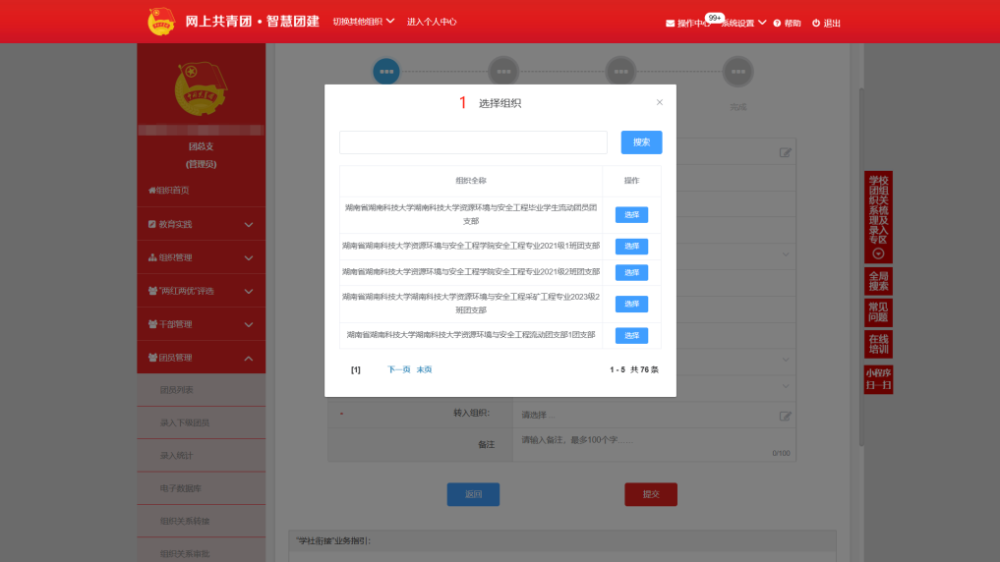 网上共青团·智慧团建
切换其他组织
进入个人中心
操作中心
99+
系统设置
帮助
退出
团总支
(管理员)
组织首页
教育实践
组织管理
"两红两优"评选
干部管理
团员管理
团员列表
录入下级团员
录入统计
电子数据库
组织关系转接
组织关系审批
完成
1 选择组织
×
搜索
组织全称
操作
湖南省湖南科技大学湖南科技大学资源环境与安全工程毕业学生流动团员团
支部
选择
湖南省湖南科技大学资源环境与安全工程学院安全工程专业2021级1班团支部
选择
湖南省湖南科技大学资源环境与安全工程学院安全工程专业2021级2班团支部
选择
湖南省湖南科技大学湖南科技大学资源环境与安全工程采矿工程专业2023级2
班团支部
选择
湖南省湖南科技大学湖南科技大学资源环境与安全工程流动团支部1团支部
选择
[1]
下一页
末页
1 - 5 共 76 条
转入组织:
请选择...
备注
请输入备注，最多100个字......
0/100
返回
提交
"学社衔接"业务指引:
学校
团组
织关
系梳
理及
录入
专区
全局
搜索
常见
问题
在线
培训
小程序
扫一扫